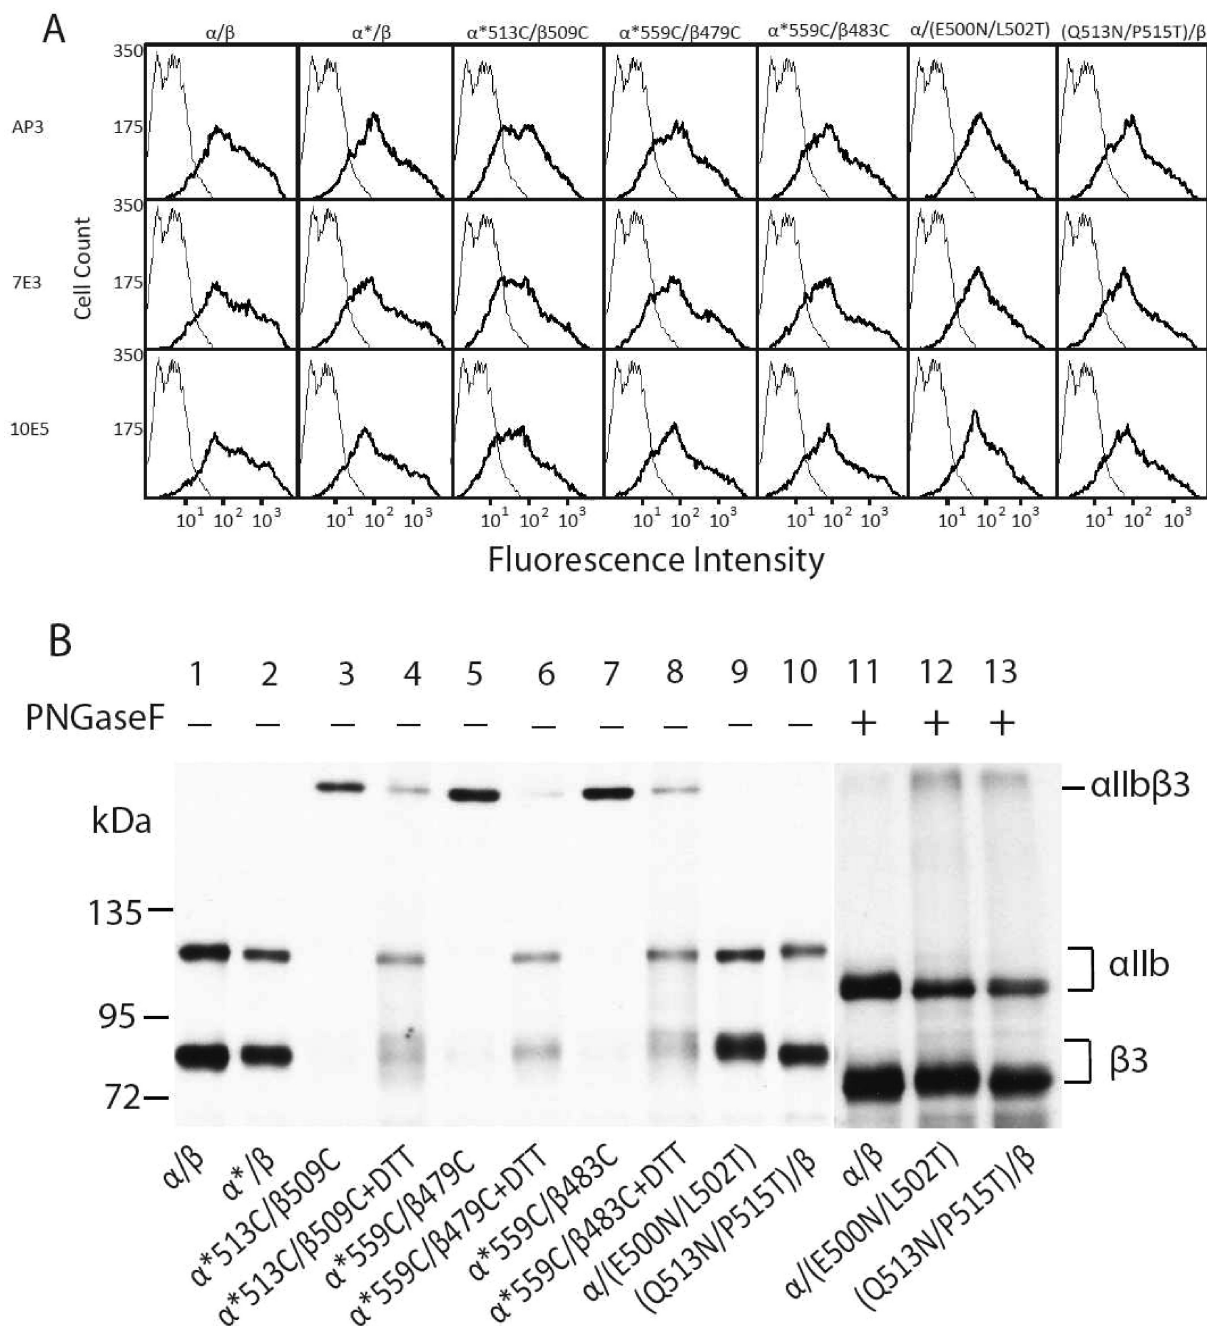 A
α/β α*/β α*513C/β509C α*559C/β479C α*559C/β483C α/(E500N/L502T) (Q513N/P515T)/β
350
AP3 175
350
7E3 175
350
10E5 175
Cell Count
10¹ 10² 10³ 10¹ 10² 10³ 10¹ 10² 10³ 10¹ 10² 10³ 10¹ 10² 10³ 10¹ 10² 10³ 10¹ 10² 10³
Fluorescence Intensity
B
1 2 3 4 5 6 7 8 9 10 11 12 13
PNGaseF − − − − − − − − − − + + +
αIIbβ3
kDa
135
αIIb
95
β3
72
α/β
α*/β
α*513C/β509C
α*513C/β509C+DTT
α*559C/β479C
α*559C/β479C+DTT
α*559C/β483C
α*559C/β483C+DTT
α/(E500N/L502T)
(Q513N/P515T)/β
α/β
α/(E500N/L502T)
(Q513N/P515T)/β